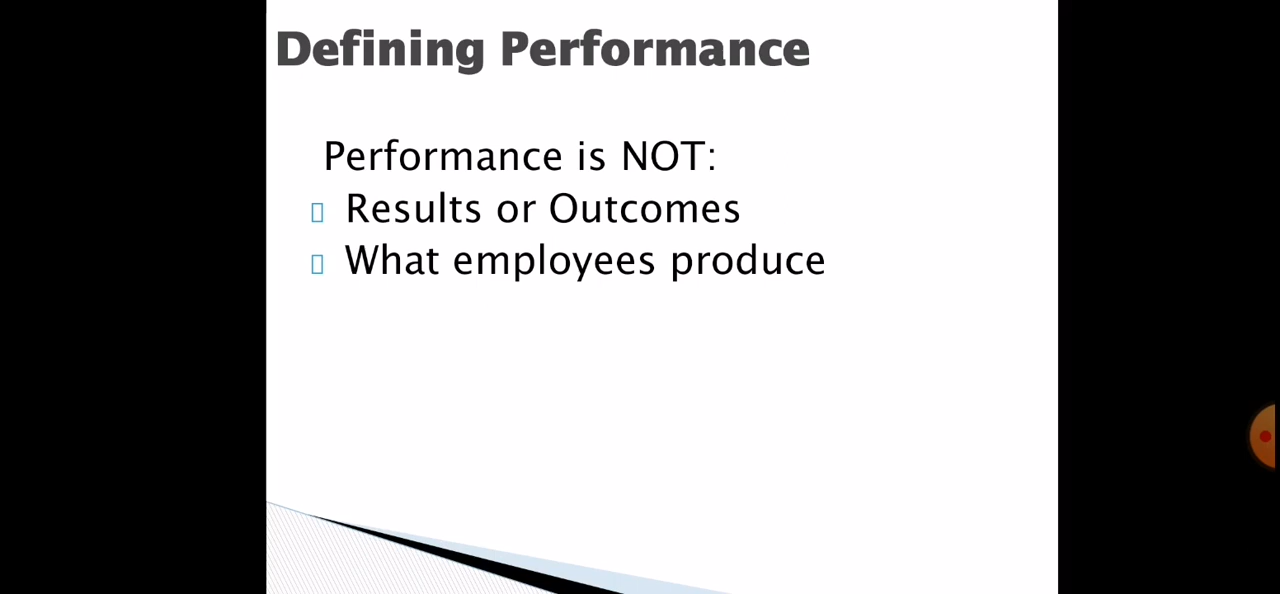 Defining Performance
Performance is NOT:
Results or Outcomes
What employees produce